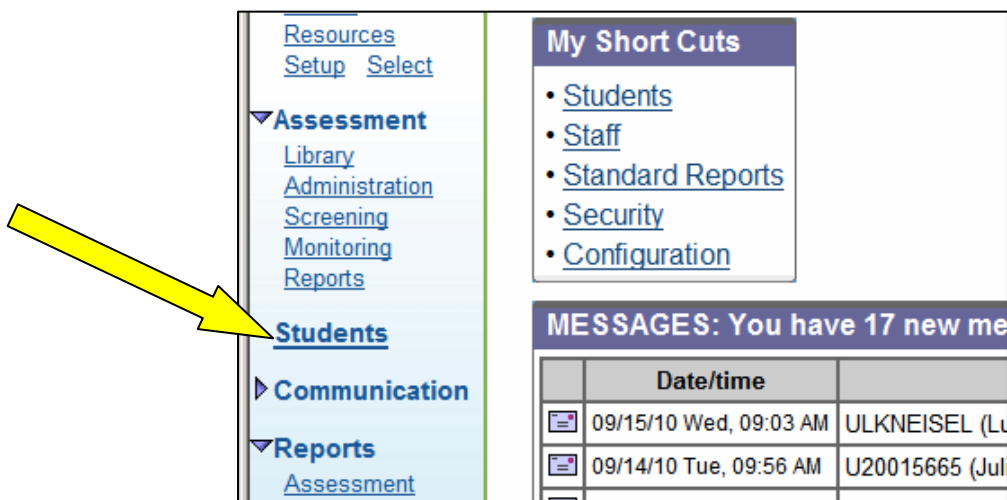 Resources
Setup Select
Assessment
Library
Administration
Screening
Monitoring
Reports
Students
Communication
Reports
Assessment
My Short Cuts
• Students
• Staff
• Standard Reports
• Security
• Configuration
MESSAGES: You have 17 new me
Date/time
09/15/10 Wed, 09:03 AM ULKNEISEL (Lu
09/14/10 Tue, 09:56 AM U20015665 (Juli